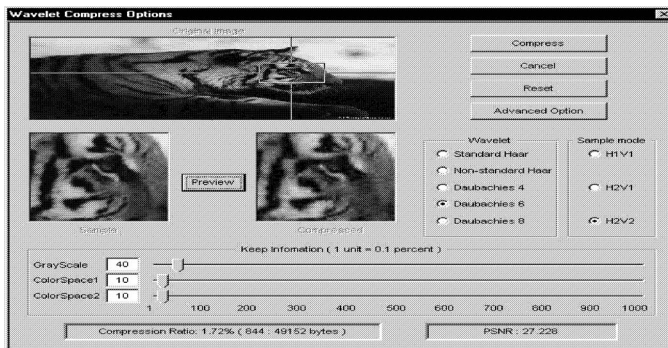 Wavelet Compress Options
Original Image
Compress
Cancel
Reset
Advanced Option
Wavelet
Standard Haar
Non-standard Haar
Daubachies 4
Daubachies 6
Daubachies 8
Sample mode
H1V1
H2V1
H2V2
Preview
Sample
Compressed
Keep Infomation ( 1 unit = 0.1 percent )
GrayScale 40
ColorSpace1 10
ColorSpace2 10
1 100 200 300 400 500 600 700 800 900 1000
Compression Ratio: 1.72% ( 844 : 49152 bytes )
PSNR : 27.228